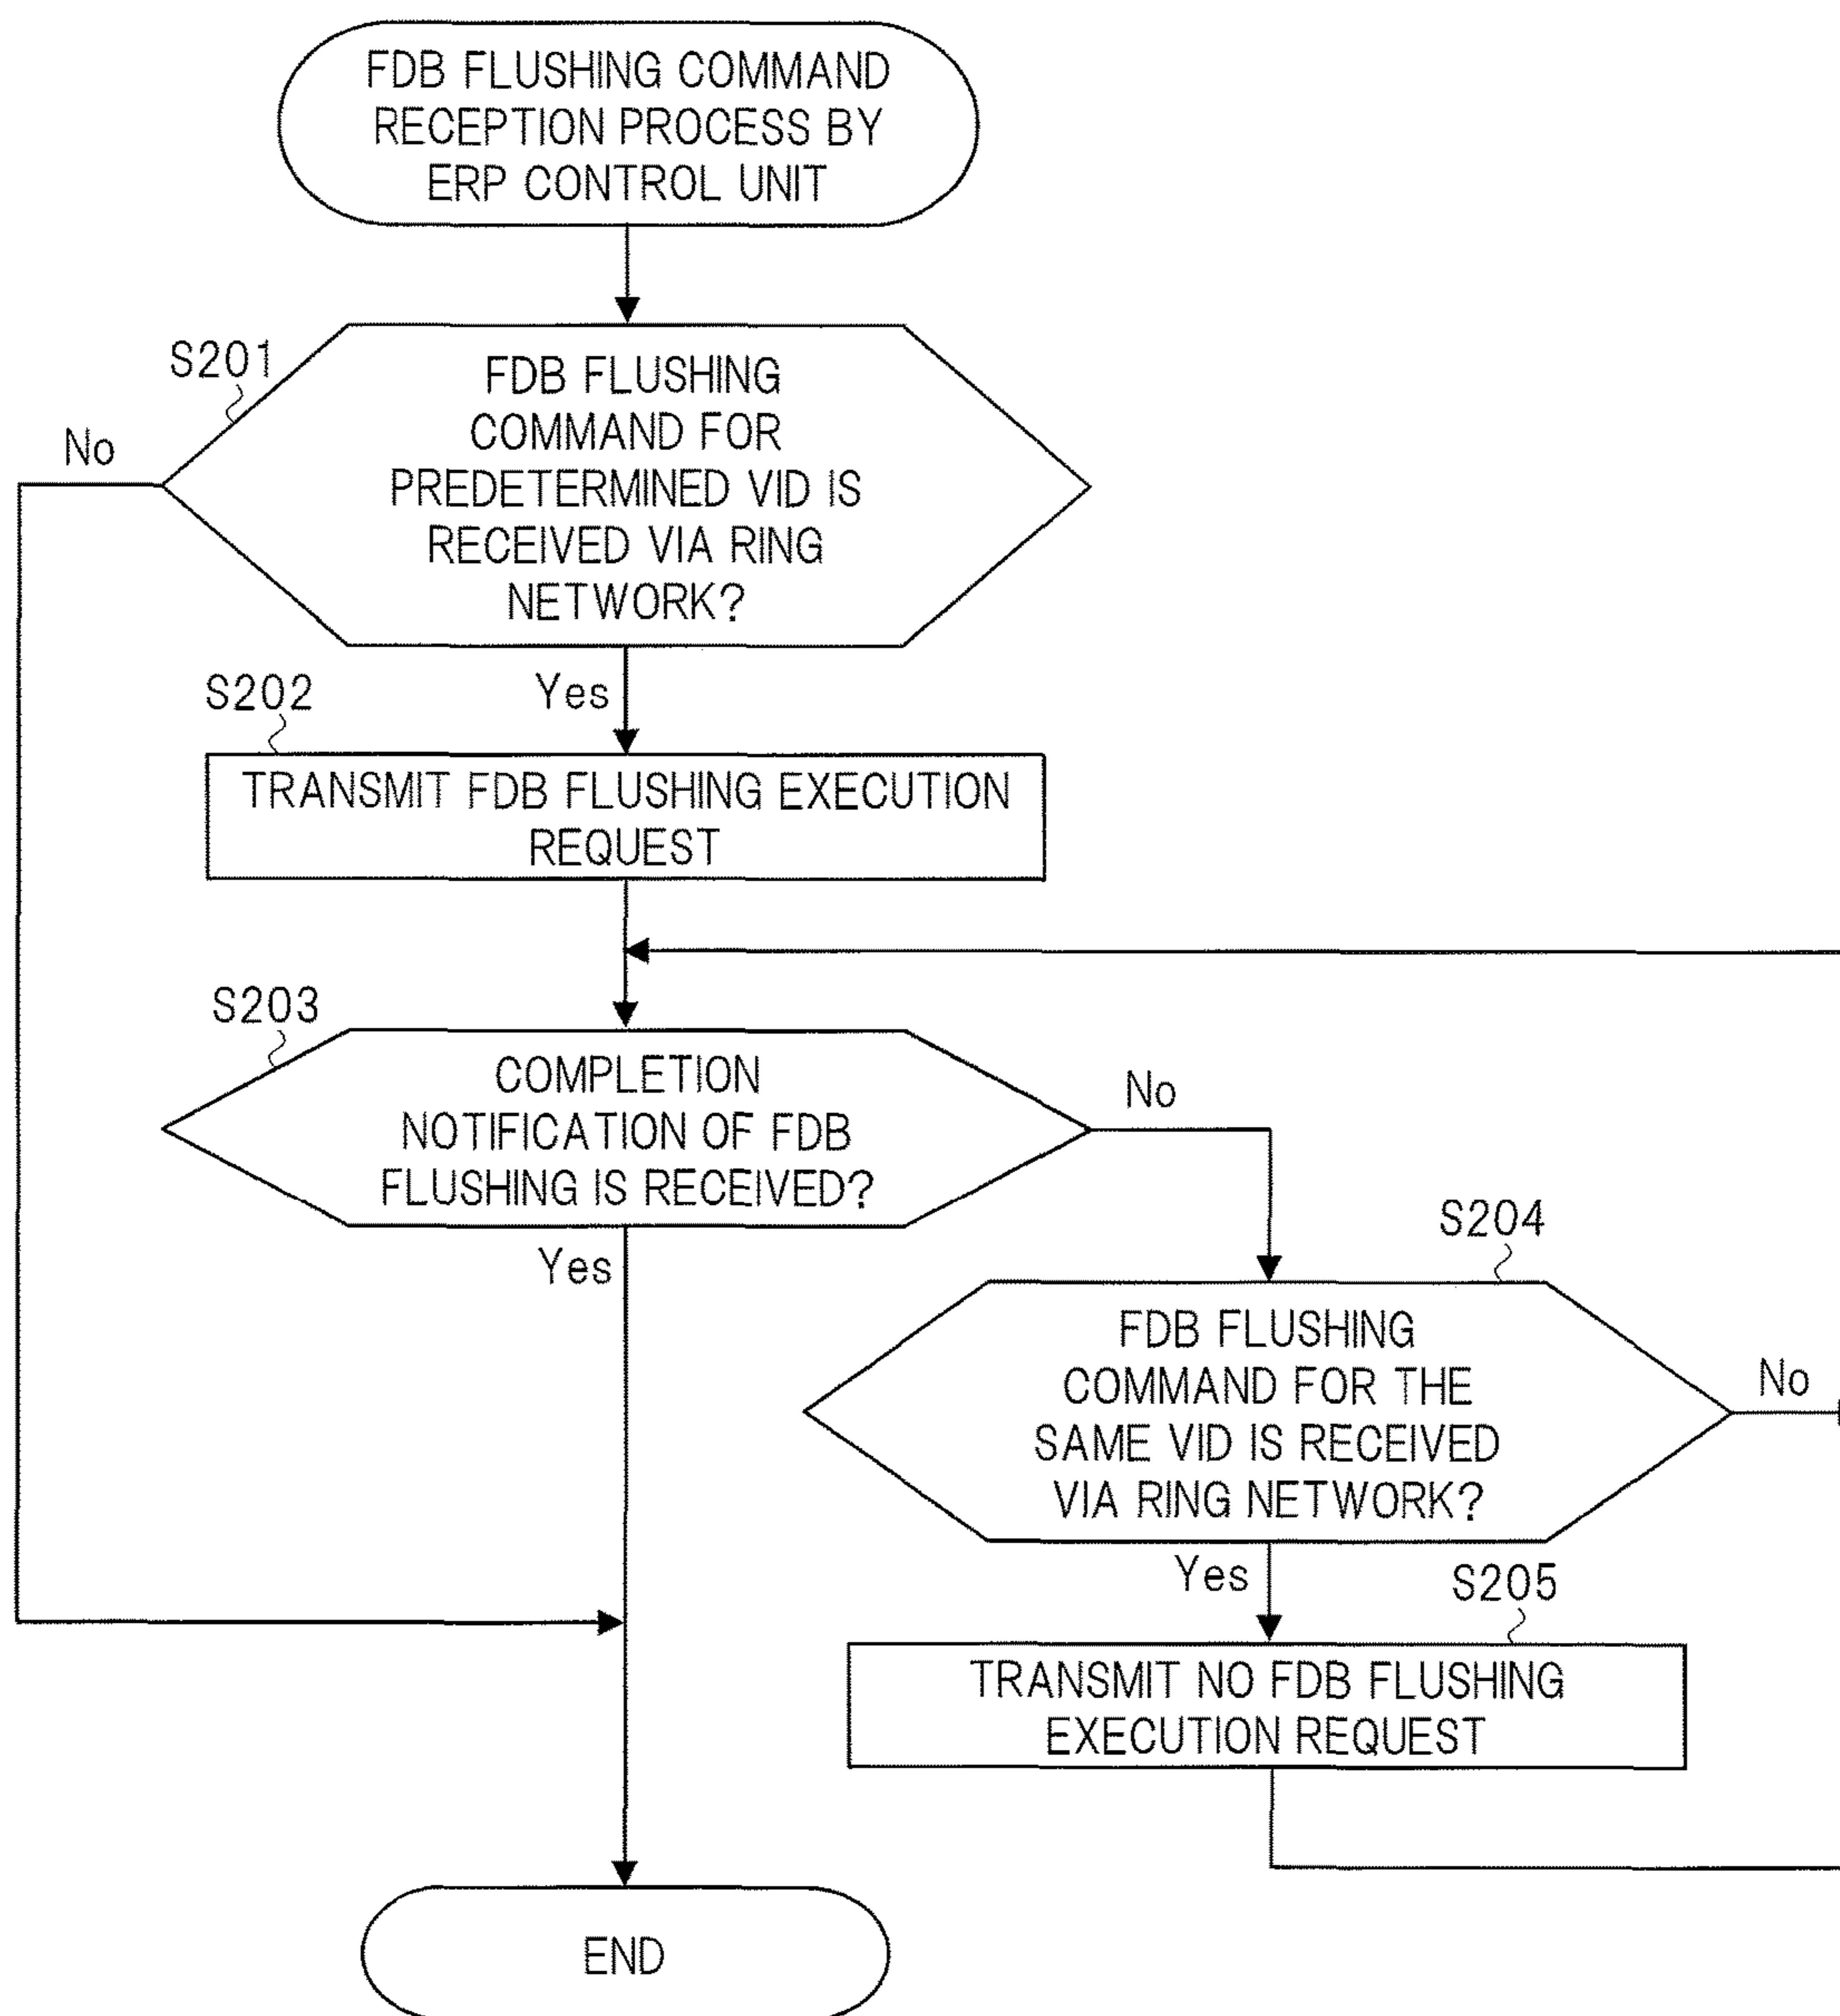 FDB FLUSHING COMMAND
RECEPTION PROCESS BY
ERP CONTROL UNIT
S201
FDB FLUSHING
COMMAND FOR
PREDETERMINED VID IS
RECEIVED VIA RING
NETWORK?
No
Yes
S202
TRANSMIT FDB FLUSHING EXECUTION
REQUEST
S203
COMPLETION
NOTIFICATION OF FDB
FLUSHING IS RECEIVED?
No
Yes
S204
FDB FLUSHING
COMMAND FOR THE
SAME VID IS RECEIVED
VIA RING NETWORK?
No
Yes
S205
TRANSMIT NO FDB FLUSHING
EXECUTION REQUEST
END